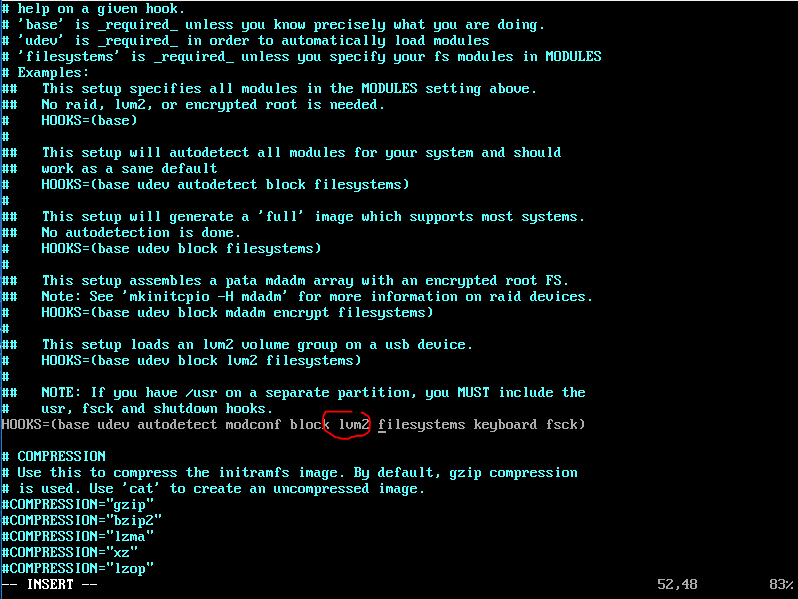 # help on a given hook.
# 'base' is _required_ unless you know precisely what you are doing.
# 'udev' is _required_ in order to automatically load modules
# 'filesystems' is _required_ unless you specify your fs modules in MODULES
# Examples:
##   This setup specifies all modules in the MODULES setting above.
##   No raid, lvm2, or encrypted root is needed.
#    HOOKS=(base)
#
##   This setup will autodetect all modules for your system and should
##   work as a sane default
#    HOOKS=(base udev autodetect block filesystems)
#
##   This setup will generate a 'full' image which supports most systems.
##   No autodetection is done.
#    HOOKS=(base udev block filesystems)
#
##   This setup assembles a pata mdadm array with an encrypted root FS.
##   Note: See 'mkinitcpio -H mdadm' for more information on raid devices.
#    HOOKS=(base udev block mdadm encrypt filesystems)
#
##   This setup loads an lvm2 volume group on a usb device.
#    HOOKS=(base udev block lvm2 filesystems)
#
##   NOTE: If you have /usr on a separate partition, you MUST include the
#    usr, fsck and shutdown hooks.
HOOKS=(base udev autodetect modconf block lvm2 filesystems keyboard fsck)

# COMPRESSION
# Use this to compress the initramfs image. By default, gzip compression
# is used. Use 'cat' to create an uncompressed image.
#COMPRESSION="gzip"
#COMPRESSION="bzip2"
#COMPRESSION="lzma"
#COMPRESSION="xz"
#COMPRESSION="lzop"
-- INSERT -- 52,48 83%